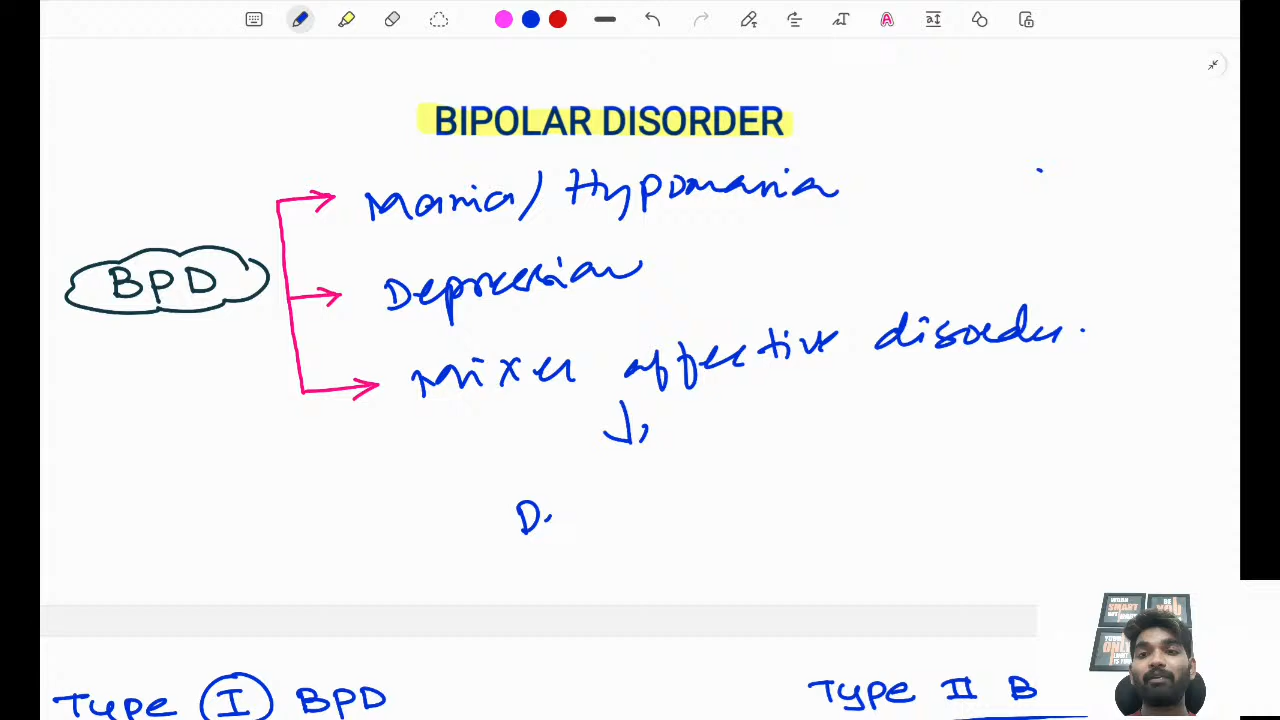 BIPOLAR DISORDER
Mania/ Hypomania
BPD
Depression
Mixed affective disorder.
D.
Type I BPD
Type II B